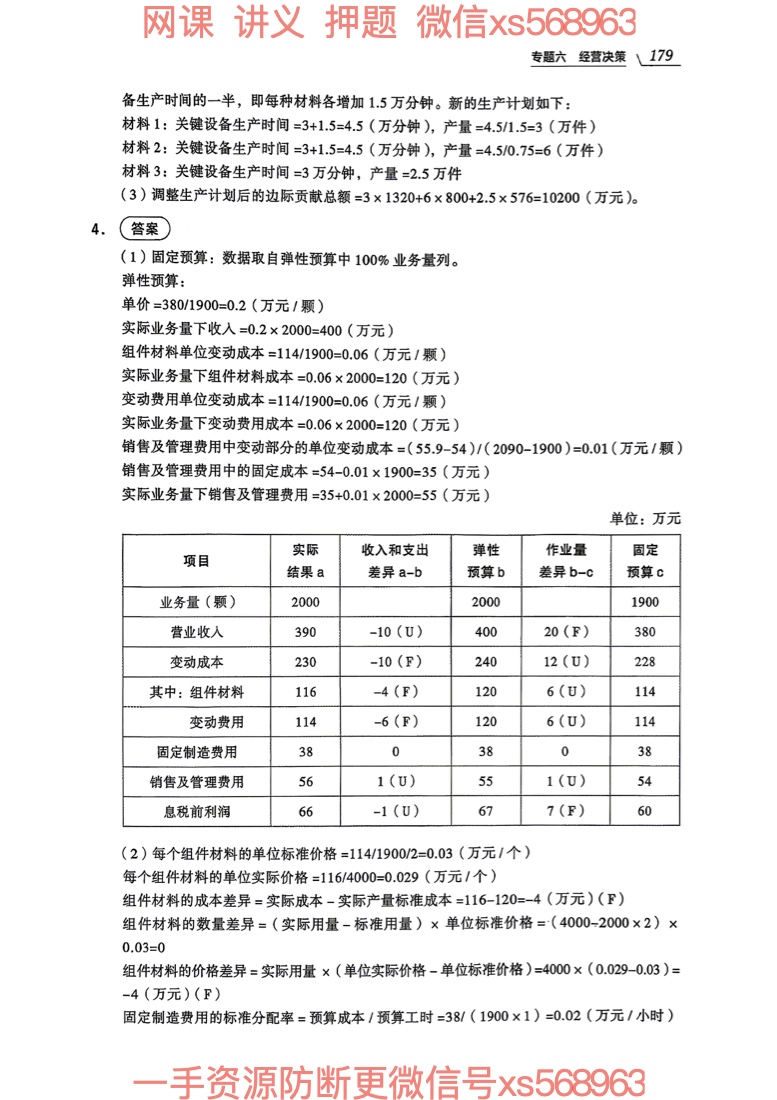 网课 讲义 押题 微信xs568963
专题六 经营决策 179
备生产时间的一半，即每种材料各增加 1.5 万分钟。新的生产计划如下：
材料 1：关键设备生产时间 =3+1.5=4.5（万分钟），产量 =4.5/1.5=3（万件）
材料 2：关键设备生产时间 =3+1.5=4.5（万分钟），产量 =4.5/0.75=6（万件）
材料 3：关键设备生产时间 =3 万分钟，产量 =2.5 万件
（3）调整生产计划后的边际贡献总额 =3×1320+6×800+2.5×576=10200（万元）。
4. 答案
（1）固定预算：数据取自弹性预算中 100% 业务量列。
弹性预算：
单价 =380/1900=0.2（万元 / 颗）
实际业务量下收入 =0.2×2000=400（万元）
组件材料单位变动成本 =114/1900=0.06（万元 / 颗）
实际业务量下组件材料成本 =0.06×2000=120（万元）
变动费用单位变动成本 =114/1900=0.06（万元 / 颗）
实际业务量下变动费用成本 =0.06×2000=120（万元）
销售及管理费用中变动部分的单位变动成本 =（55.9-54）/（2090-1900）=0.01（万元 / 颗）
销售及管理费用中的固定成本 =54-0.01×1900=35（万元）
实际业务量下销售及管理费用 =35+0.01×2000=55（万元）
单位：万元
项目 实际结果 a 收入和支出差异 a-b 弹性预算 b 作业量差异 b-c 固定预算 c
业务量（颗） 2000 2000 1900
营业收入 390 -10（U） 400 20（F） 380
变动成本 230 -10（F） 240 12（U） 228
其中：组件材料 116 -4（F） 120 6（U） 114
变动费用 114 -6（F） 120 6（U） 114
固定制造费用 38 0 38 0 38
销售及管理费用 56 1（U） 55 1（U） 54
息税前利润 66 -1（U） 67 7（F） 60
（2）每个组件材料的单位标准价格 =114/1900/2=0.03（万元 / 个）
每个组件材料的单位实际价格 =116/4000=0.029（万元 / 个）
组件材料的成本差异 = 实际成本 - 实际产量标准成本 =116-120=-4（万元）（F）
组件材料的数量差异 =（实际用量 - 标准用量）× 单位标准价格 =（4000-2000×2）×
0.03=0
组件材料的价格差异 = 实际用量 ×（单位实际价格 - 单位标准价格）=4000×（0.029-0.03）=
-4（万元）（F）
固定制造费用的标准分配率 = 预算成本 / 预算工时 =38/（1900×1）=0.02（万元 / 小时）
一手资源防断更微信号xs568963